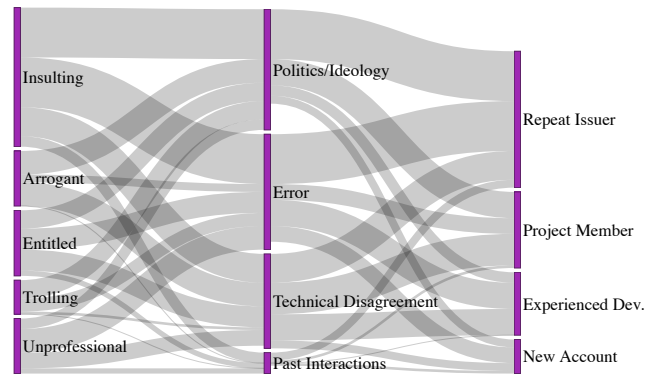 Insulting
Arrogant
Entitled
Trolling
Unprofessional
Politics/Ideology
Error
Technical Disagreement
Past Interactions
Repeat Issuer
Project Member
Experienced Dev.
New Account